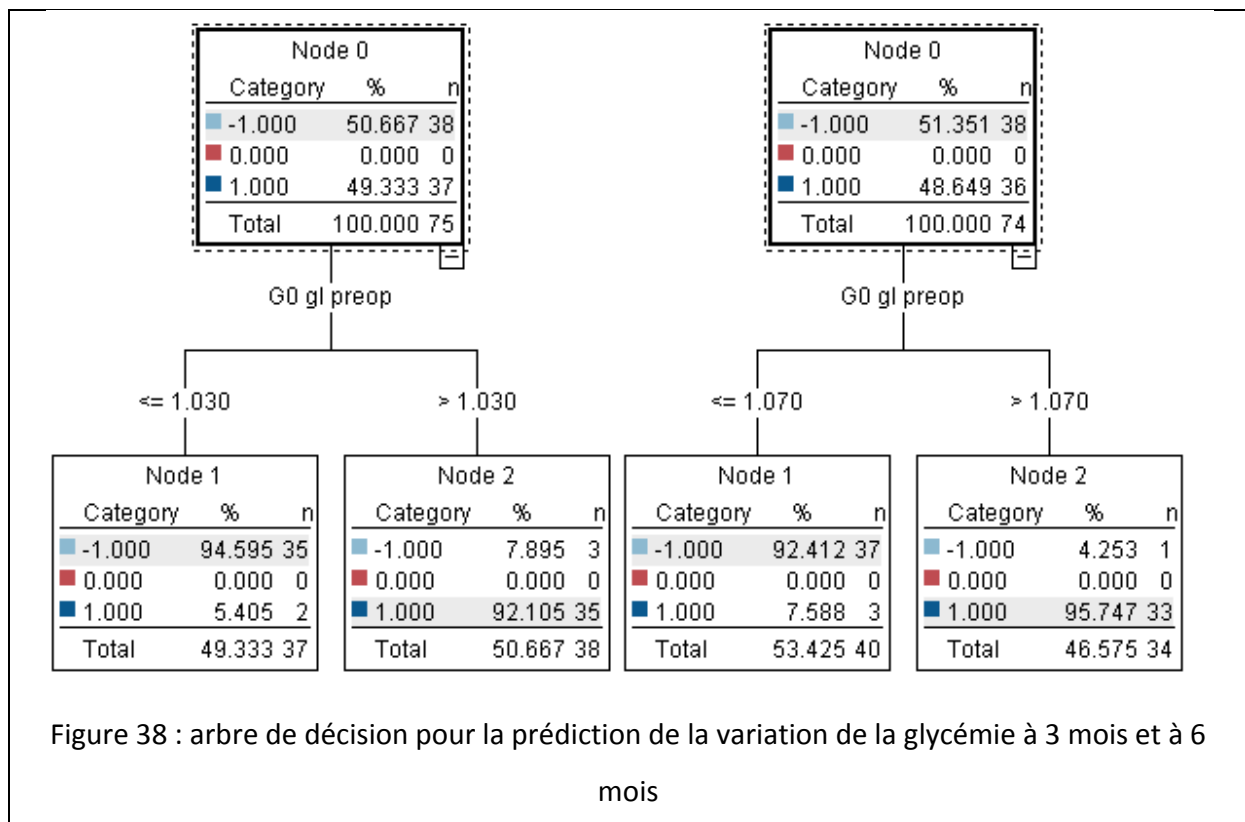 Node 0
Category % n
-1.000 50.667 38
0.000 0.000 0
1.000 49.333 37
Total 100.000 75
G0 gl preop
<= 1.030
> 1.030
Node 1
Category % n
-1.000 94.595 35
0.000 0.000 0
1.000 5.405 2
Total 49.333 37
Node 2
Category % n
-1.000 7.895 3
0.000 0.000 0
1.000 92.105 35
Total 50.667 38
Node 0
Category % n
-1.000 51.351 38
0.000 0.000 0
1.000 48.649 36
Total 100.000 74
G0 gl preop
<= 1.070
> 1.070
Node 1
Category % n
-1.000 92.412 37
0.000 0.000 0
1.000 7.588 3
Total 53.425 40
Node 2
Category % n
-1.000 4.253 1
0.000 0.000 0
1.000 95.747 33
Total 46.575 34
Figure 38 : arbre de décision pour la prédiction de la variation de la glycémie à 3 mois et à 6
mois